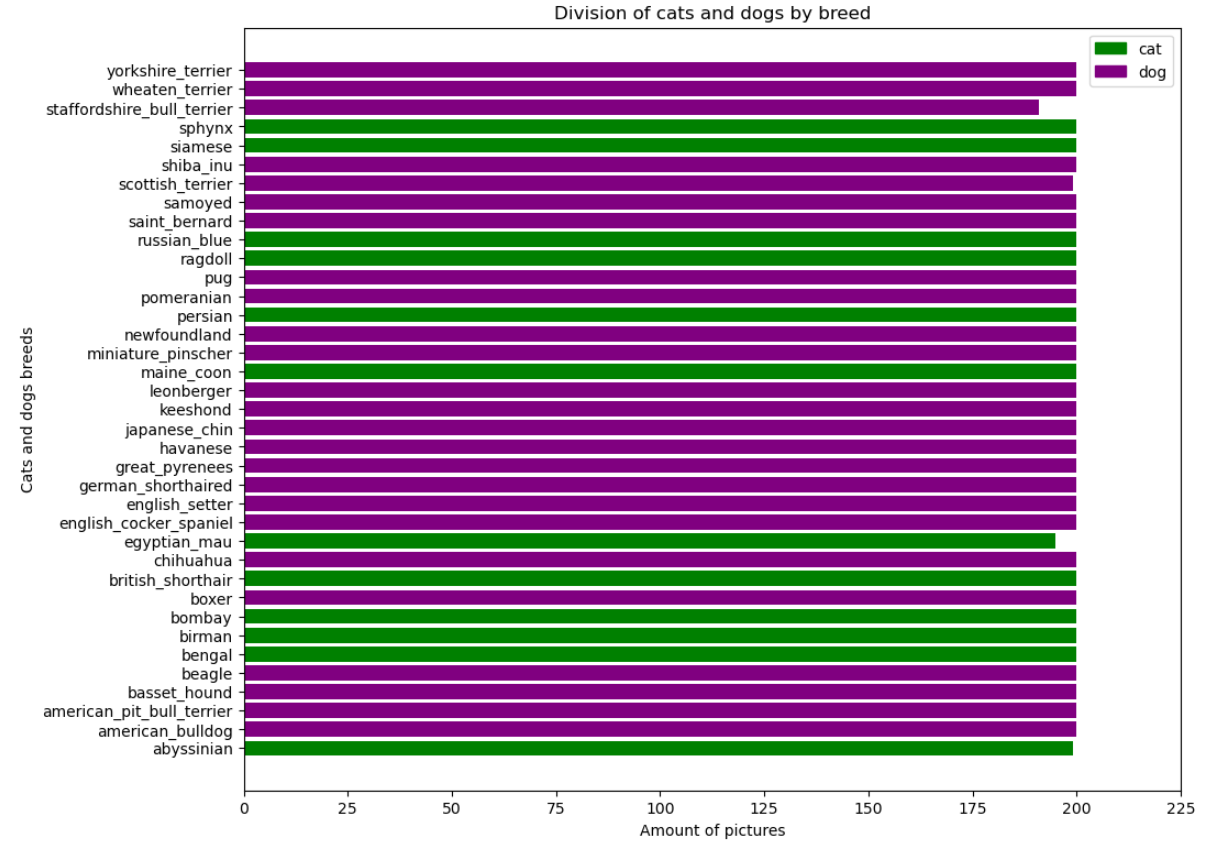 Division of cats and dogs by breed
cat
dog
yorkshire_terrier
wheaten_terrier
staffordshire_bull_terrier
sphynx
siamese
shiba_inu
scottish_terrier
samoyed
saint_bernard
russian_blue
ragdoll
pug
pomeranian
persian
newfoundland
miniature_pinscher
maine_coon
leonberger
keeshond
japanese_chin
havanese
great_pyrenees
german_shorthaired
english_setter
english_cocker_spaniel
egyptian_mau
chihuahua
british_shorthair
boxer
bombay
birman
bengal
beagle
basset_hound
american_pit_bull_terrier
american_bulldog
abyssinian
Cats and dogs breeds
0 25 50 75 100 125 150 175 200 225
Amount of pictures